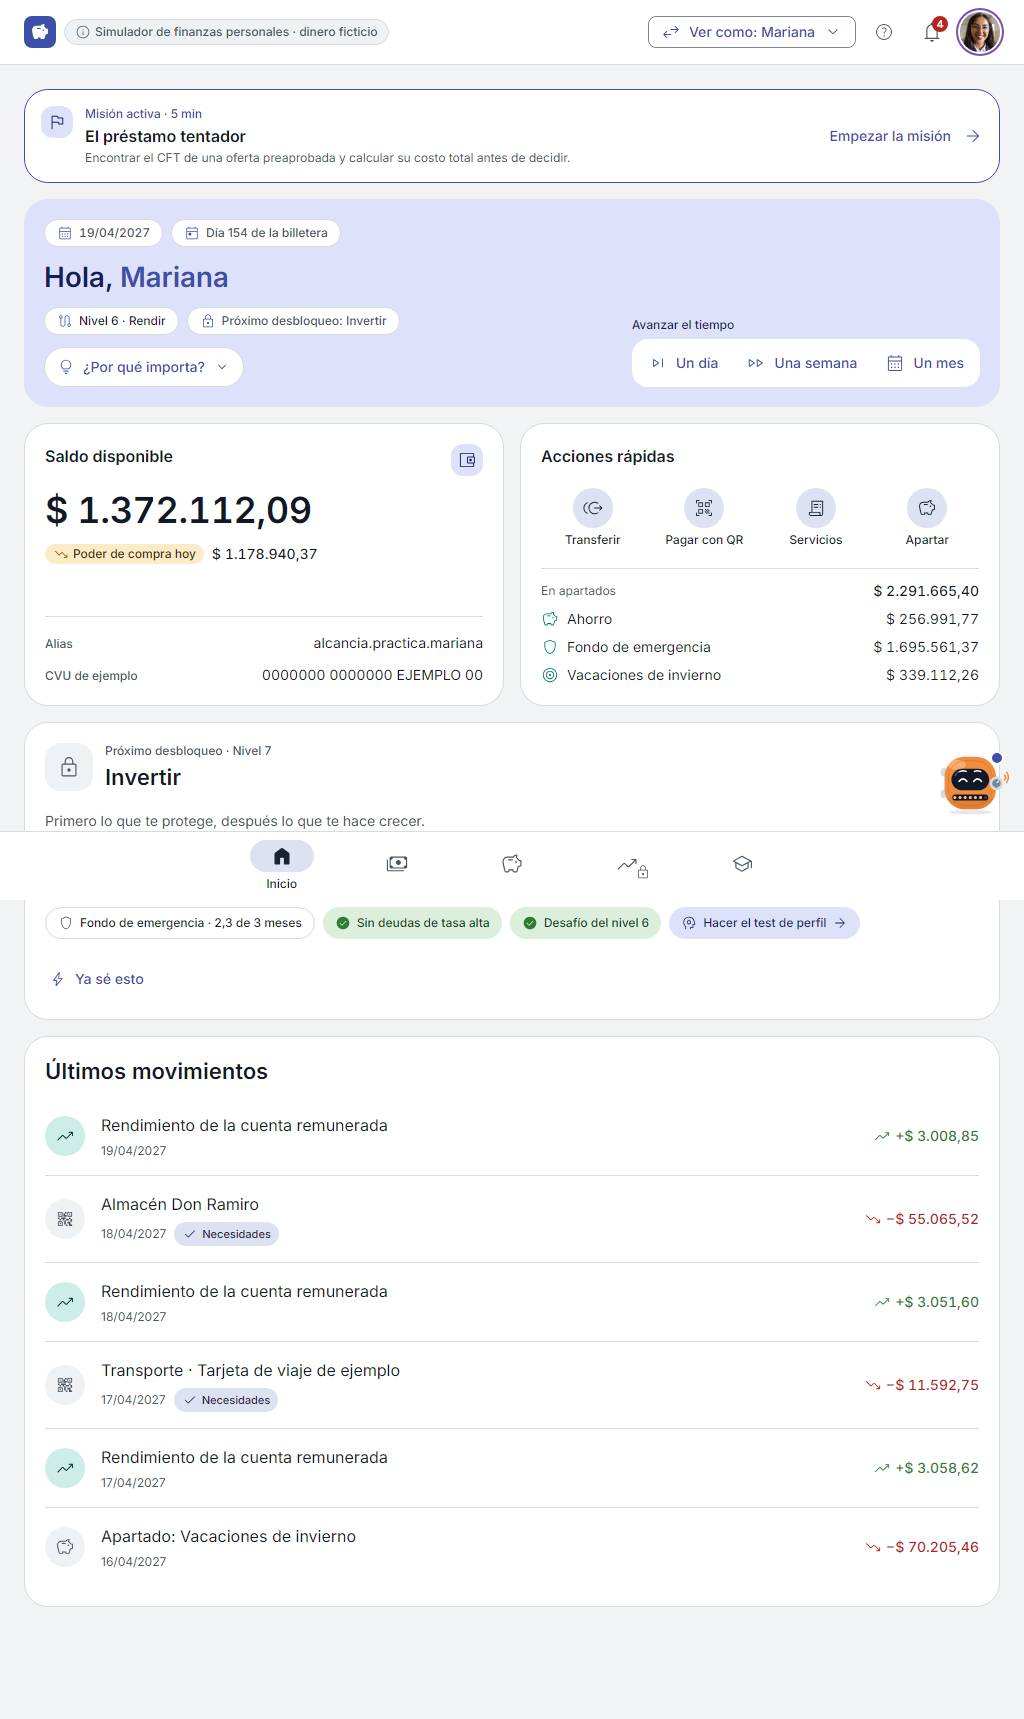 Simulador de finanzas personales · dinero ficticio
Ver como: Mariana
4
Misión activa · 5 min
El préstamo tentador
Encontrar el CFT de una oferta preaprobada y calcular su costo total antes de decidir.
Empezar la misión
19/04/2027
Día 154 de la billetera
Hola, Mariana
Nivel 6 · Rendir
Próximo desbloqueo: Invertir
¿Por qué importa?
Avanzar el tiempo
Un día
Una semana
Un mes
Saldo disponible
$ 1.372.112,09
Poder de compra hoy $ 1.178.940,37
Alias alcancia.practica.mariana
CVU de ejemplo 0000000 0000000 EJEMPLO 00
Acciones rápidas
Transferir
Pagar con QR
Servicios
Apartar
En apartados $ 2.291.665,40
Ahorro $ 256.991,77
Fondo de emergencia $ 1.695.561,37
Vacaciones de invierno $ 339.112,26
Próximo desbloqueo · Nivel 7
Invertir
Primero lo que te protege, después lo que te hace crecer.
Inicio
Fondo de emergencia · 2,3 de 3 meses
Sin deudas de tasa alta
Desafío del nivel 6
Hacer el test de perfil
Ya sé esto
Últimos movimientos
Rendimiento de la cuenta remunerada
19/04/2027
+$ 3.008,85
Almacén Don Ramiro
18/04/2027 Necesidades
−$ 55.065,52
Rendimiento de la cuenta remunerada
18/04/2027
+$ 3.051,60
Transporte · Tarjeta de viaje de ejemplo
17/04/2027 Necesidades
−$ 11.592,75
Rendimiento de la cuenta remunerada
17/04/2027
+$ 3.058,62
Apartado: Vacaciones de invierno
16/04/2027
−$ 70.205,46